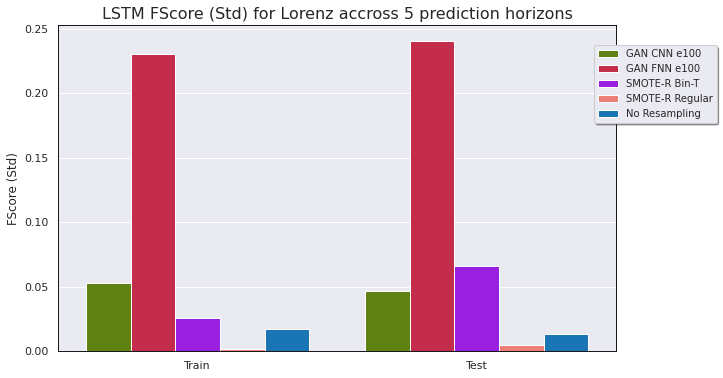 LSTM FScore (Std) for Lorenz accross 5 prediction horizons
FScore (Std)
0.25
0.20
0.15
0.10
0.05
0.00
Train
Test
GAN CNN e100
GAN FNN e100
SMOTE-R Bin-T
SMOTE-R Regular
No Resampling